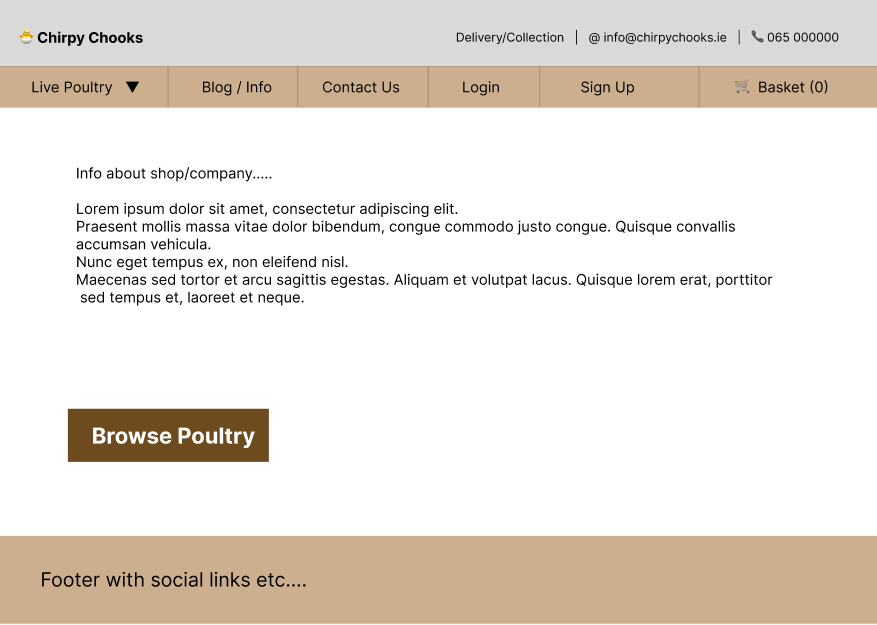 🐣 Chirpy Chooks
Delivery/Collection | @ info@chirpychooks.ie | 📞 065 000000
Live Poultry ▼ Blog / Info Contact Us Login Sign Up 🛒 Basket (0)
Info about shop/company.....
Lorem ipsum dolor sit amet, consectetur adipiscing elit.
Praesent mollis massa vitae dolor bibendum, congue commodo justo congue. Quisque convallis
accumsan vehicula.
Nunc eget tempus ex, non eleifend nisl.
Maecenas sed tortor et arcu sagittis egestas. Aliquam et volutpat lacus. Quisque lorem erat, porttitor
sed tempus et, laoreet et neque.
Browse Poultry
Footer with social links etc....